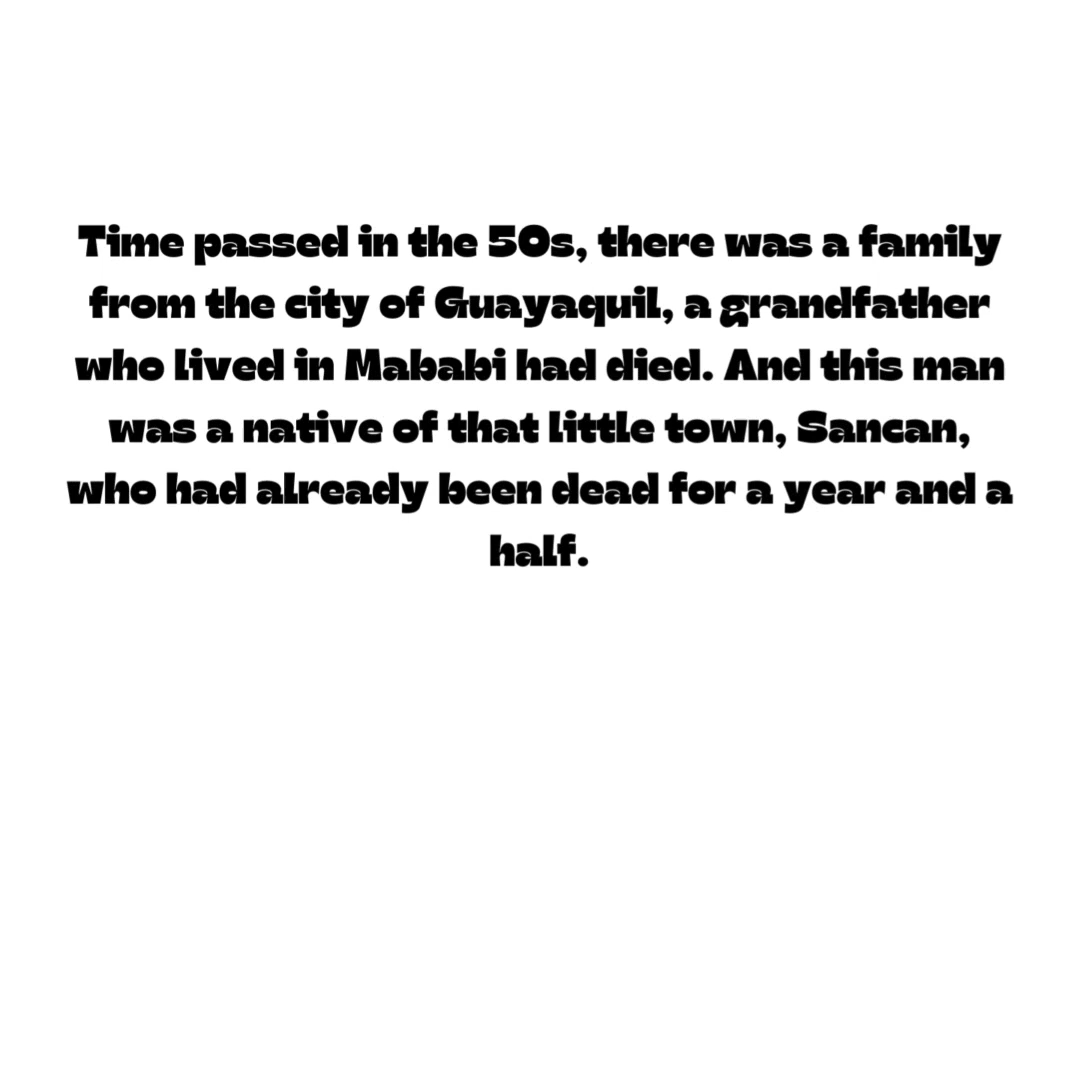 Time passed in the 50s, there was a family
from the city of Guayaquil, a grandfather
who lived in Mababi had died. And this man
was a native of that little town, Sancan,
who had already been dead for a year and a
half.